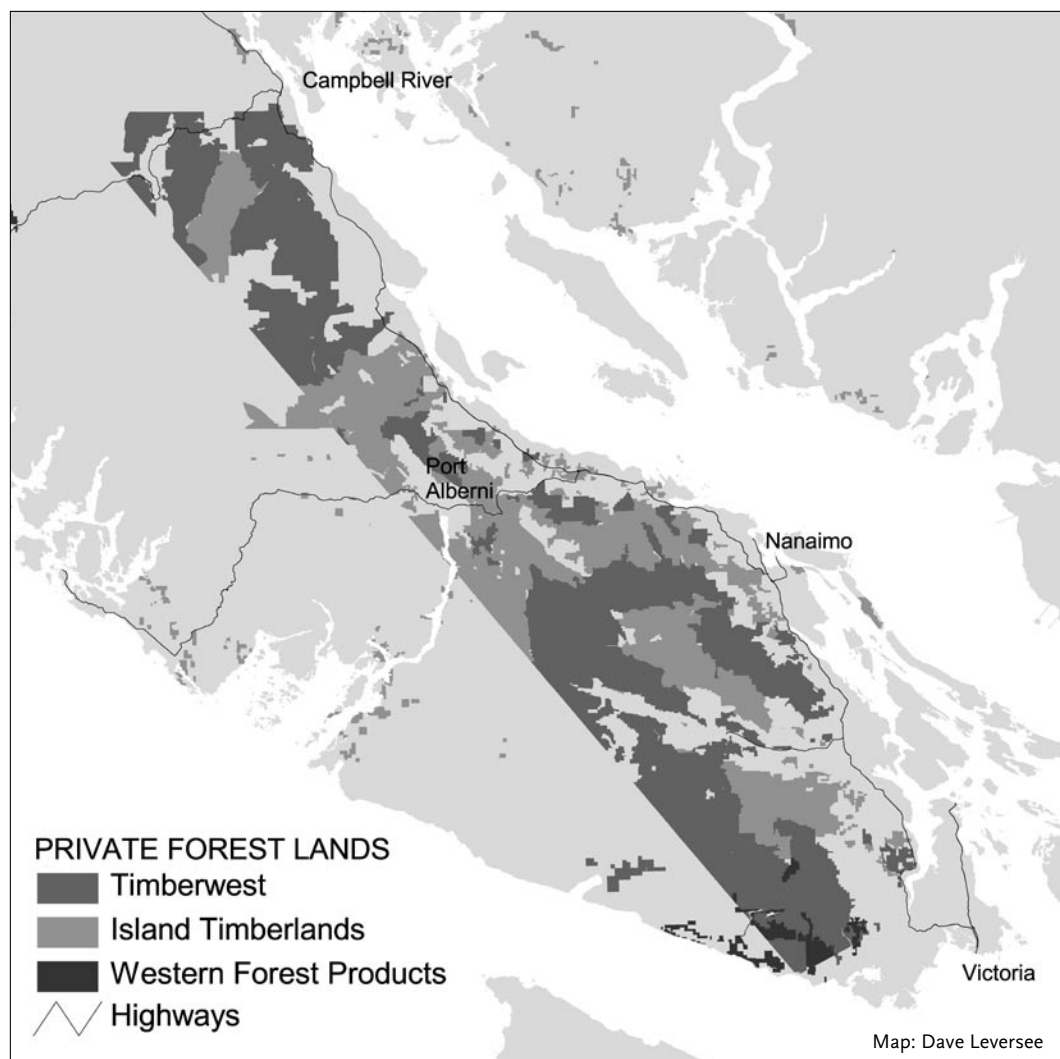 Campbell River
Port
Alberni
Nanaimo
PRIVATE FOREST LANDS
Timberwest
Island Timberlands
Western Forest Products
Highways
Victoria
Map: Dave Leversee